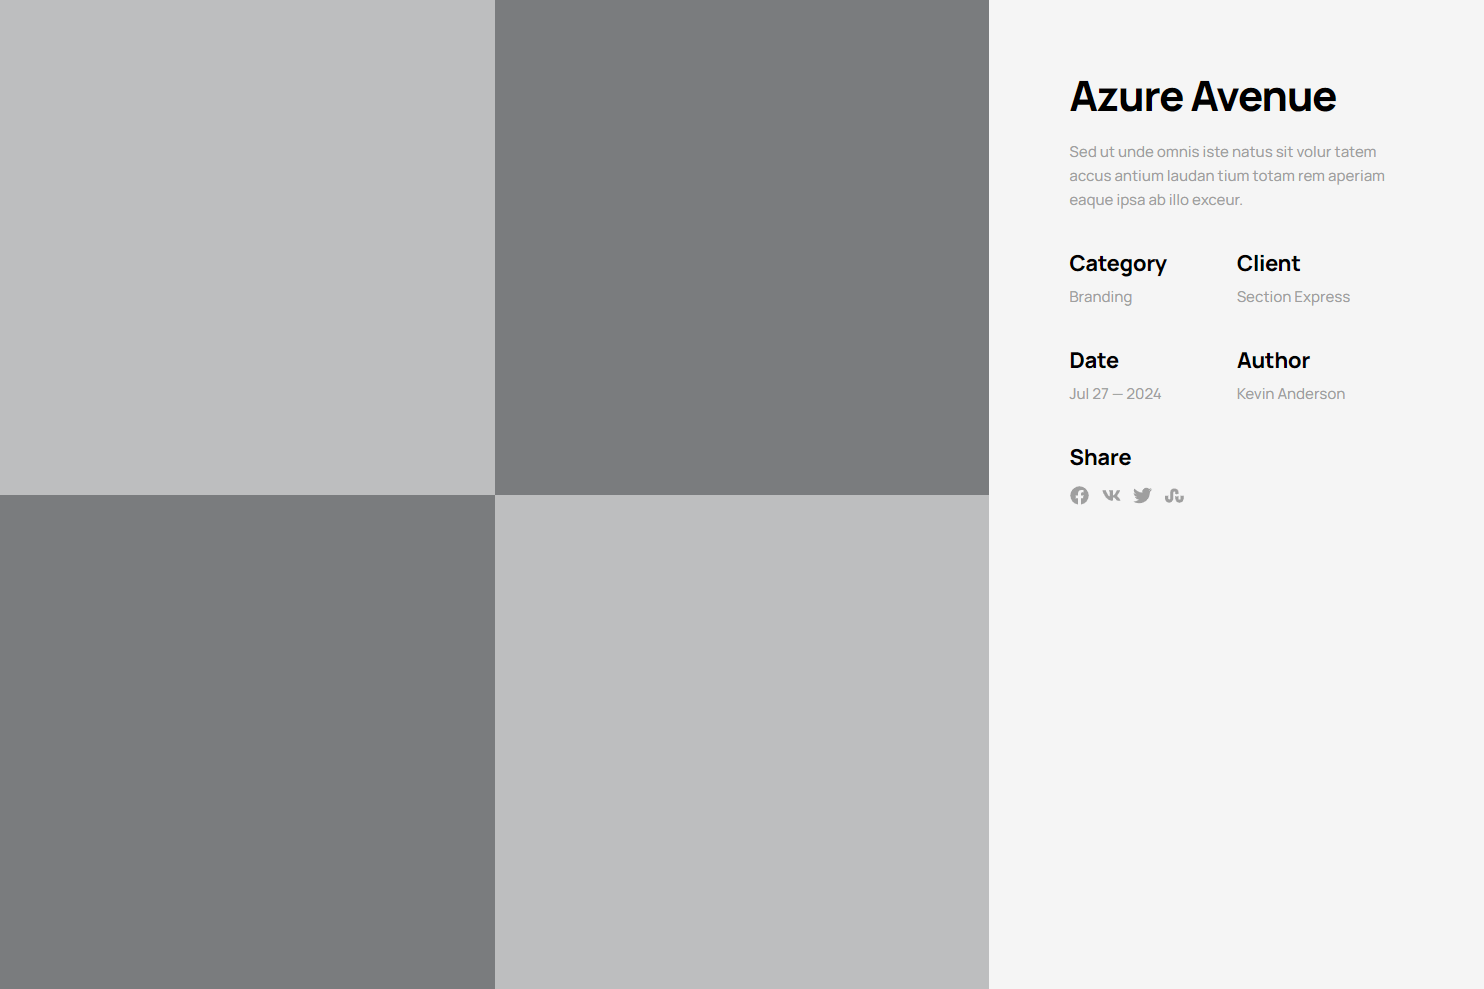 Azure Avenue
Sed ut unde omnis iste natus sit volur tatem
accus antium laudan tium totam rem aperiam
eaque ipsa ab illo exceur.
Category
Branding
Client
Section Express
Date
Jul 27 — 2024
Author
Kevin Anderson
Share